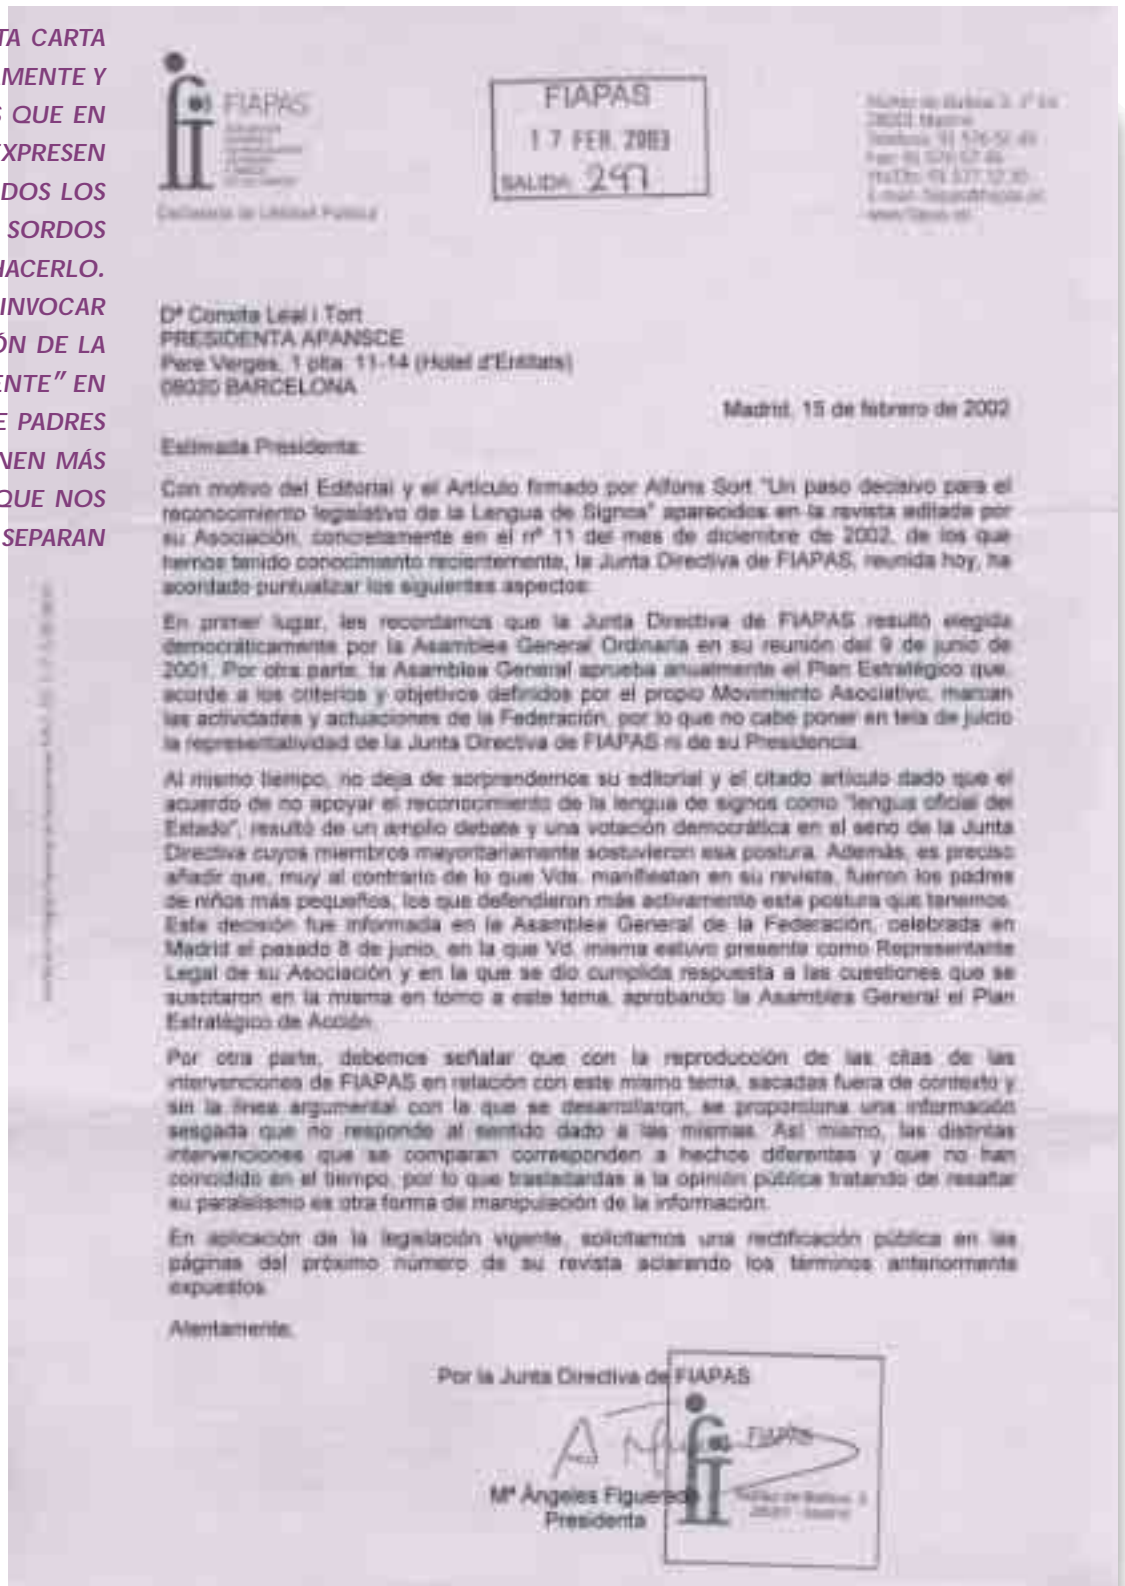 TA CARTA
MENTE Y
S QUE EN
EXPRESEN
DOS LOS
SORDOS
HACERLO.
INVOCAR
ÓN DE LA
ENTE" EN
E PADRES
NEN MÁS
QUE NOS
SEPARAN
FIAPAS
Declarada de Utilidad Pública
FIAPAS
17 FEB. 2003
SALIDA: 297
Dª Consita Leal i Tort
PRESIDENTA APANSCE
Pere Verges, 1 plta. 11-14 (Hotel d'Entitats)
08020 BARCELONA
Madrid, 15 de febrero de 2002
Estimada Presidenta:
Con motivo del Editorial y el Artículo firmado por Alfons Sort "Un paso decisivo para el
reconocimiento legislativo de la Lengua de Signos" aparecidos en la revista editada por
su Asociación, concretamente en el nº 11 del mes de diciembre de 2002, de los que
hemos tenido conocimiento recientemente, la Junta Directiva de FIAPAS, reunida hoy, ha
acordado puntualizar los siguientes aspectos:
En primer lugar, les recordamos que la Junta Directiva de FIAPAS resultó elegida
democráticamente por la Asamblea General Ordinaria en su reunión del 9 de junio de
2001. Por otra parte, la Asamblea General aprueba anualmente el Plan Estratégico que,
acorde a los criterios y objetivos definidos por el propio Movimiento Asociativo, marcan
las actividades y actuaciones de la Federación, por lo que no cabe poner en tela de juicio
la representatividad de la Junta Directiva de FIAPAS ni de su Presidencia.
Al mismo tiempo, no deja de sorprendernos su editorial y el citado artículo dado que el
acuerdo de no apoyar el reconocimiento de la lengua de signos como "lengua oficial del
Estado", resultó de un amplio debate y una votación democrática en el seno de la Junta
Directiva cuyos miembros mayoritariamente sostuvieron esa postura. Además, es preciso
añadir que, muy al contrario de lo que Vds. manifiestan en su revista, fueron los padres
de niños más pequeños, los que defendieron más activamente esta postura que tenemos.
Esta decisión fue informada en la Asamblea General de la Federación, celebrada en
Madrid el pasado 8 de junio, en la que Vd. misma estuvo presente como Representante
Legal de su Asociación y en la que se dio cumplida respuesta a las cuestiones que se
suscitaron en la misma en torno a este tema, aprobando la Asamblea General el Plan
Estratégico de Acción.
Por otra parte, debemos señalar que con la reproducción de las citas de las
intervenciones de FIAPAS en relación con este mismo tema, sacadas fuera de contexto y
sin la línea argumental con la que se desarrollaron, se proporciona una información
sesgada que no responde al sentido dado a las mismas. Así mismo, las distintas
intervenciones que se comparan corresponden a hechos diferentes y que no han
coincidido en el tiempo, por lo que trasladarlas a la opinión pública tratando de resaltar
su paralelismo es otra forma de manipulación de la información.
En aplicación de la legislación vigente, solicitamos una rectificación pública en las
páginas del próximo número de su revista aclarando los términos anteriormente
expuestos.
Atentamente,
Por la Junta Directiva de FIAPAS
FIAPAS
Mª Ángeles Figueredo
Presidenta